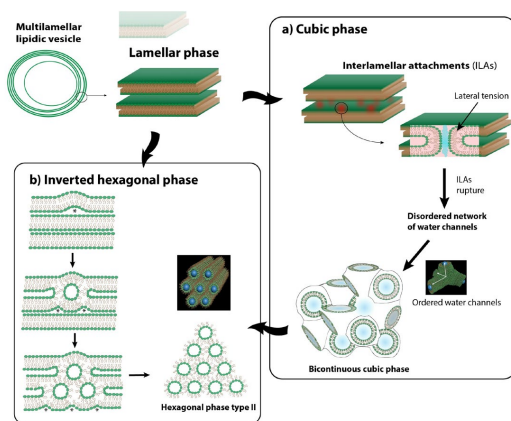 Multilamellar
lipidic vesicle
Lamellar phase
a) Cubic phase
Interlamellar attachments (ILAs)
Lateral tension
ILAs
rupture
Disordered network
of water channels
Ordered water channels
Bicontinuous cubic phase
b) Inverted hexagonal phase
*
* *
* * *
Hexagonal phase type II